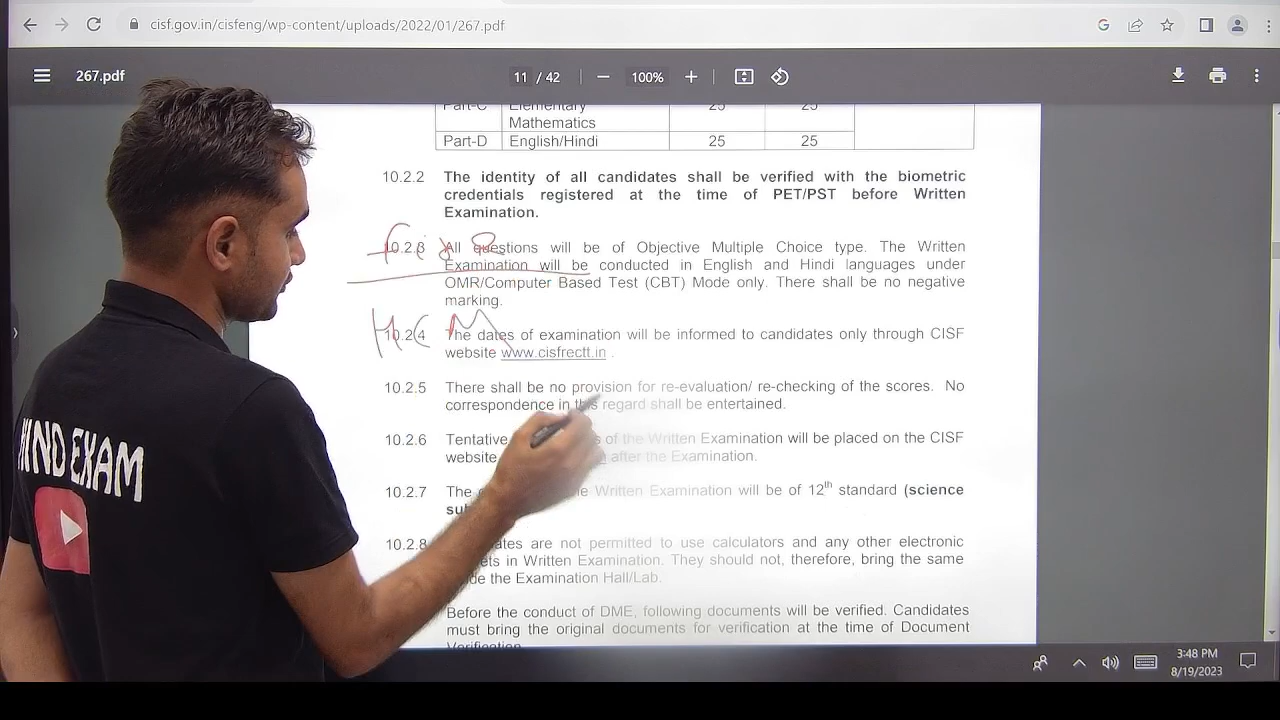 cisf.gov.in/cisfeng/wp-content/uploads/2022/01/267.pdf
267.pdf
11 / 42
100%
Part-C Elementary Mathematics 25 25
Part-D English/Hindi 25 25
10.2.2 The identity of all candidates shall be verified with the biometric
credentials registered at the time of PET/PST before Written
Examination.
10.2.3 All questions will be of Objective Multiple Choice type. The Written
Examination will be conducted in English and Hindi languages under
OMR/Computer Based Test (CBT) Mode only. There shall be no negative
marking.
HCM
10.2.4 The dates of examination will be informed to candidates only through CISF
website www.cisfrectt.in .
10.2.5 There shall be no provision for re-evaluation/ re-checking of the scores. No
correspondence in this regard shall be entertained.
10.2.6 Tentative of the Written Examination will be placed on the CISF
website after the Examination.
10.2.7 The Written Examination will be of 12th standard (science
10.2.8 are not permitted to use calculators and any other electronic
in Written Examination. They should not, therefore, bring the same
the Examination Hall/Lab.
Before the conduct of DME, following documents will be verified. Candidates
must bring the original documents for verification at the time of Document
Verification.
MIND EXAM
3:48 PM
8/19/2023